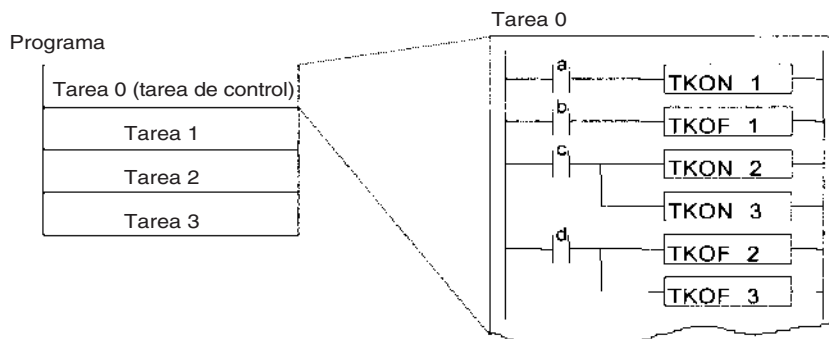 Programa
Tarea 0 (tarea de control)
Tarea 1
Tarea 2
Tarea 3
Tarea 0
a
TKON 1
b
TKOF 1
c
TKON 2
TKON 3
d
TKOF 2
TKOF 3